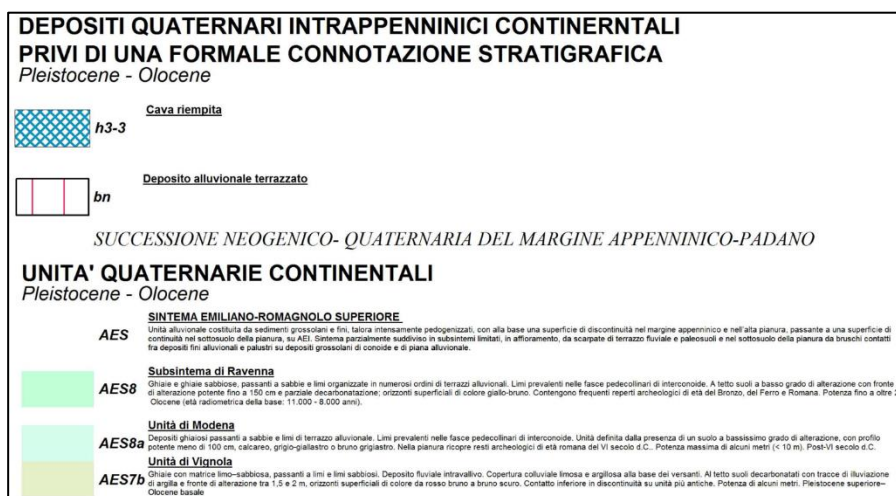 DEPOSITI QUATERNARI INTRAPPENNINICI CONTINERNTALI
PRIVI DI UNA FORMALE CONNOTAZIONE STRATIGRAFICA
Pleistocene - Olocene
Cava riempita
h3-3
Deposito alluvionale terrazzato
bn
SUCCESSIONE NEOGENICO- QUATERNARIA DEL MARGINE APPENNINICO-PADANO
UNITA' QUATERNARIE CONTINENTALI
Pleistocene - Olocene
SINTEMA EMILIANO-ROMAGNOLO SUPERIORE
AES
Unità alluvionale costituita da sedimenti grossolani e fini, talora intensamente pedogenizzati, con alla base una superficie di discontinuità nel margine appenninico e nell'alta pianura, passante a una superficie di
continuità nel sottosuolo della pianura, su AEI. Sintema parzialmente suddiviso in subsintemi limitati, in affioramento, da scarpate di terrazzo fluviale e paleosuoli e nel sottosuolo della pianura da bruschi contatti
fra depositi fini alluvionali e palustri su depositi grossolani di conoide e di piana alluvionale.
Subsintema di Ravenna
AES8
Ghiaie e ghiaie sabbiose, passanti a sabbie e limi organizzate in numerosi ordini di terrazzi alluvionali. Limi prevalenti nelle fasce pedecollinari di interconoide. A tetto suoli a basso grado di alterazione con fronte
di alterazione potente fino a 150 cm e parziale decarbonatazione; orizzonti superficiali di colore giallo-bruno. Contengono frequenti reperti archeologici di età del Bronzo, del Ferro e Romana. Potenza fino a oltre 2
Olocene (età radiometrica della base: 11.000 - 8.000 anni).
Unità di Modena
AES8a
Depositi ghiaiosi passanti a sabbie e limi di terrazzo alluvionale. Limi prevalenti nelle fasce pedecollinari di interconoide. Unità definita dalla presenza di un suolo a bassissimo grado di alterazione, con profilo
potente meno di 100 cm, calcareo, grigio-giallastro o bruno grigiastro. Nella pianura ricopre resti archeologici di età romana del VI secolo d.C.. Potenza massima di alcuni metri (< 10 m). Post-VI secolo d.C.
Unità di Vignola
AES7b
Ghiaie con matrice limo-sabbiosa, passanti a limi e limi sabbiosi. Deposito fluviale intravallivo. Copertura colluviale limosa e argillosa alla base dei versanti. Al tetto suoli decarbonatati con tracce di illuviazione
di argilla e fronte di alterazione tra 1,5 e 2 m, orizzonti superficiali di colore da rosso bruno a bruno scuro. Contatto inferiore in discontinuità su unità più antiche. Potenza di alcuni metri. Pleistocene superiore-
Olocene basale